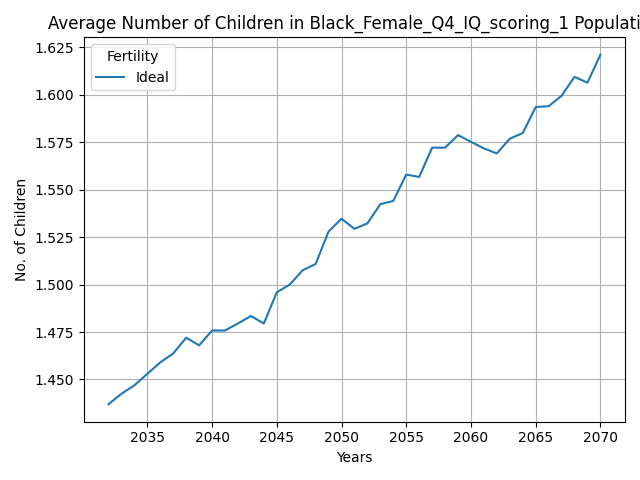 Average Number of Children in Black_Female_Q4_IQ_scoring_1 Populati
Fertility
Ideal
No. of Children
1.625
1.600
1.575
1.550
1.525
1.500
1.475
1.450
2035 2040 2045 2050 2055 2060 2065 2070
Years